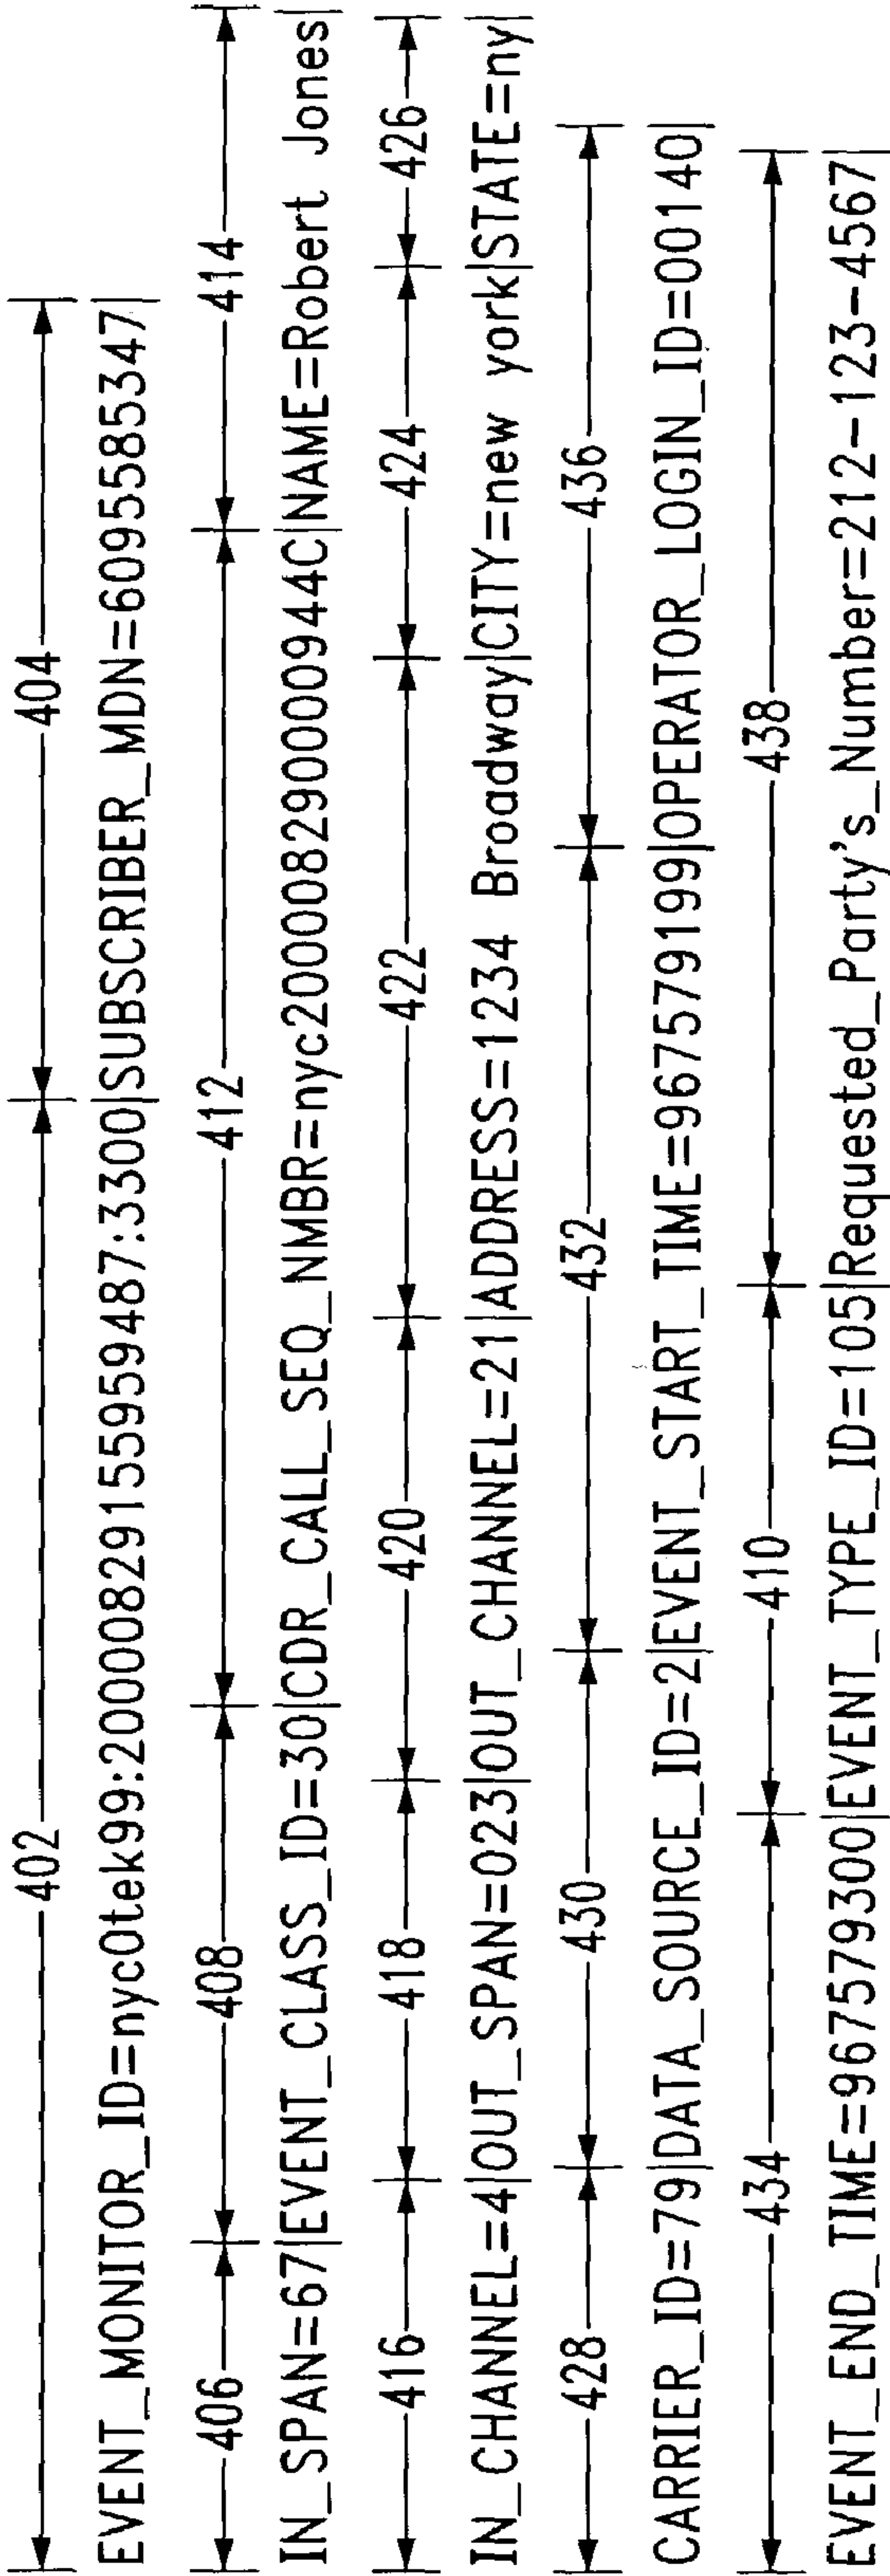 402 404
EVENT_MONITOR_ID=nyc0tek99:20000829155959487:3300|SUBSCRIBER_MDN=6095585347|
406 408 412 414
IN_SPAN=67|EVENT_CLASS_ID=30|CDR_CALL_SEQ_NMBR=nyc200008290000944C|NAME=Robert Jones|
416 418 420 422 424 426
IN_CHANNEL=4|OUT_SPAN=023|OUT_CHANNEL=21|ADDRESS=1234 Broadway|CITY=new york|STATE=ny|
428 430 432 436
CARRIER_ID=79|DATA_SOURCE_ID=2|EVENT_START_TIME=967579199|OPERATOR_LOGIN_ID=00140|
434 410 438
EVENT_END_TIME=967579300|EVENT_TYPE_ID=105|Requested_Party's_Number=212-123-4567|